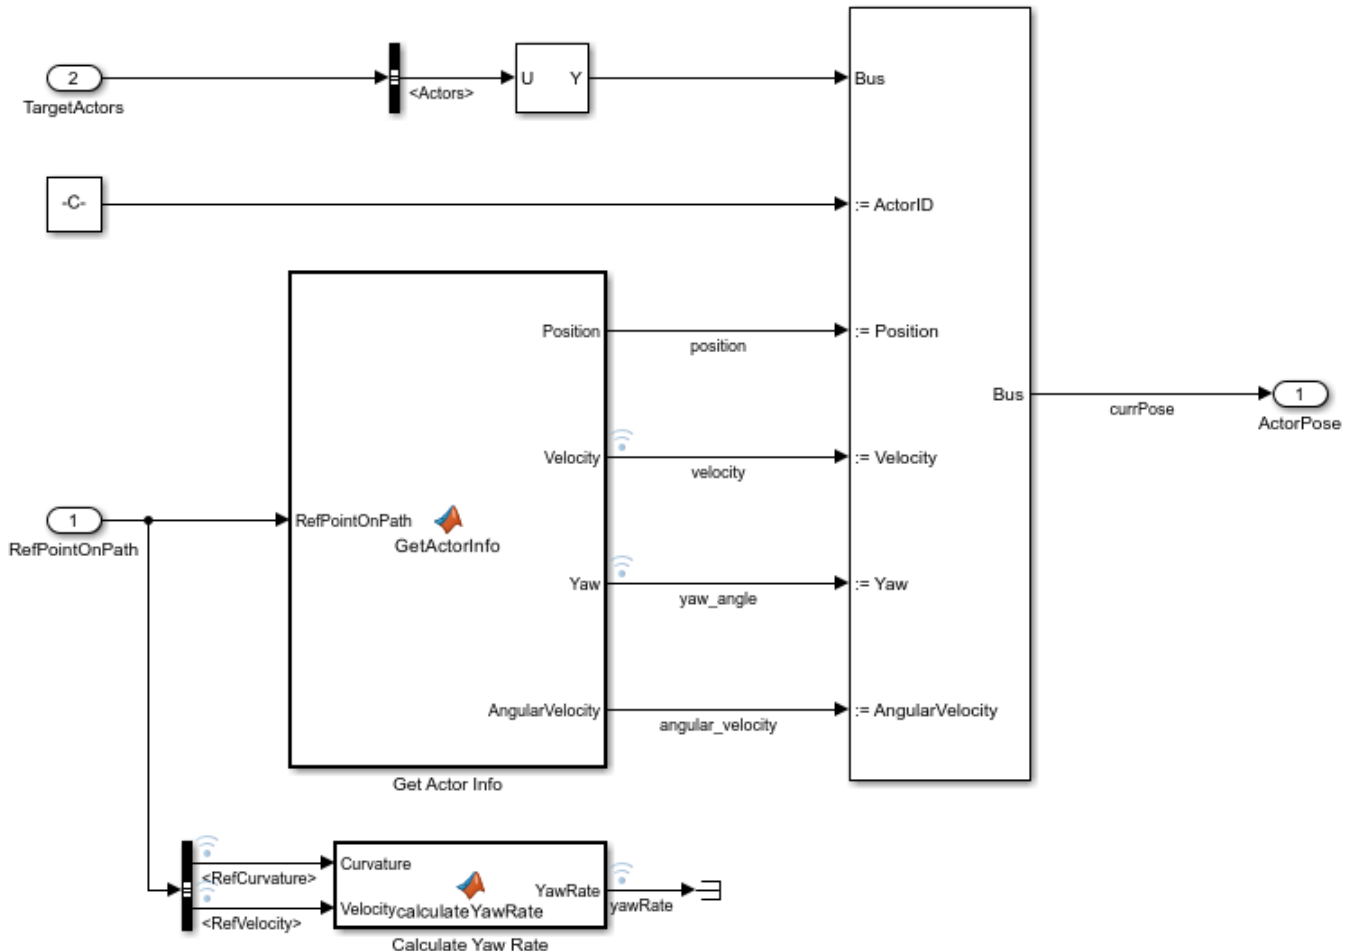 2
TargetActors
<Actors>
U
Y
Bus
-C-
:= ActorID
Position
position
:= Position
Bus
currPose
1
ActorPose
Velocity
velocity
:= Velocity
1
RefPointOnPath
RefPointOnPath
GetActorInfo
Yaw
yaw_angle
:= Yaw
AngularVelocity
angular_velocity
:= AngularVelocity
Get Actor Info
<RefCurvature>
<RefVelocity>
Curvature
Velocity
calculateYawRate
YawRate
yawRate
Calculate Yaw Rate